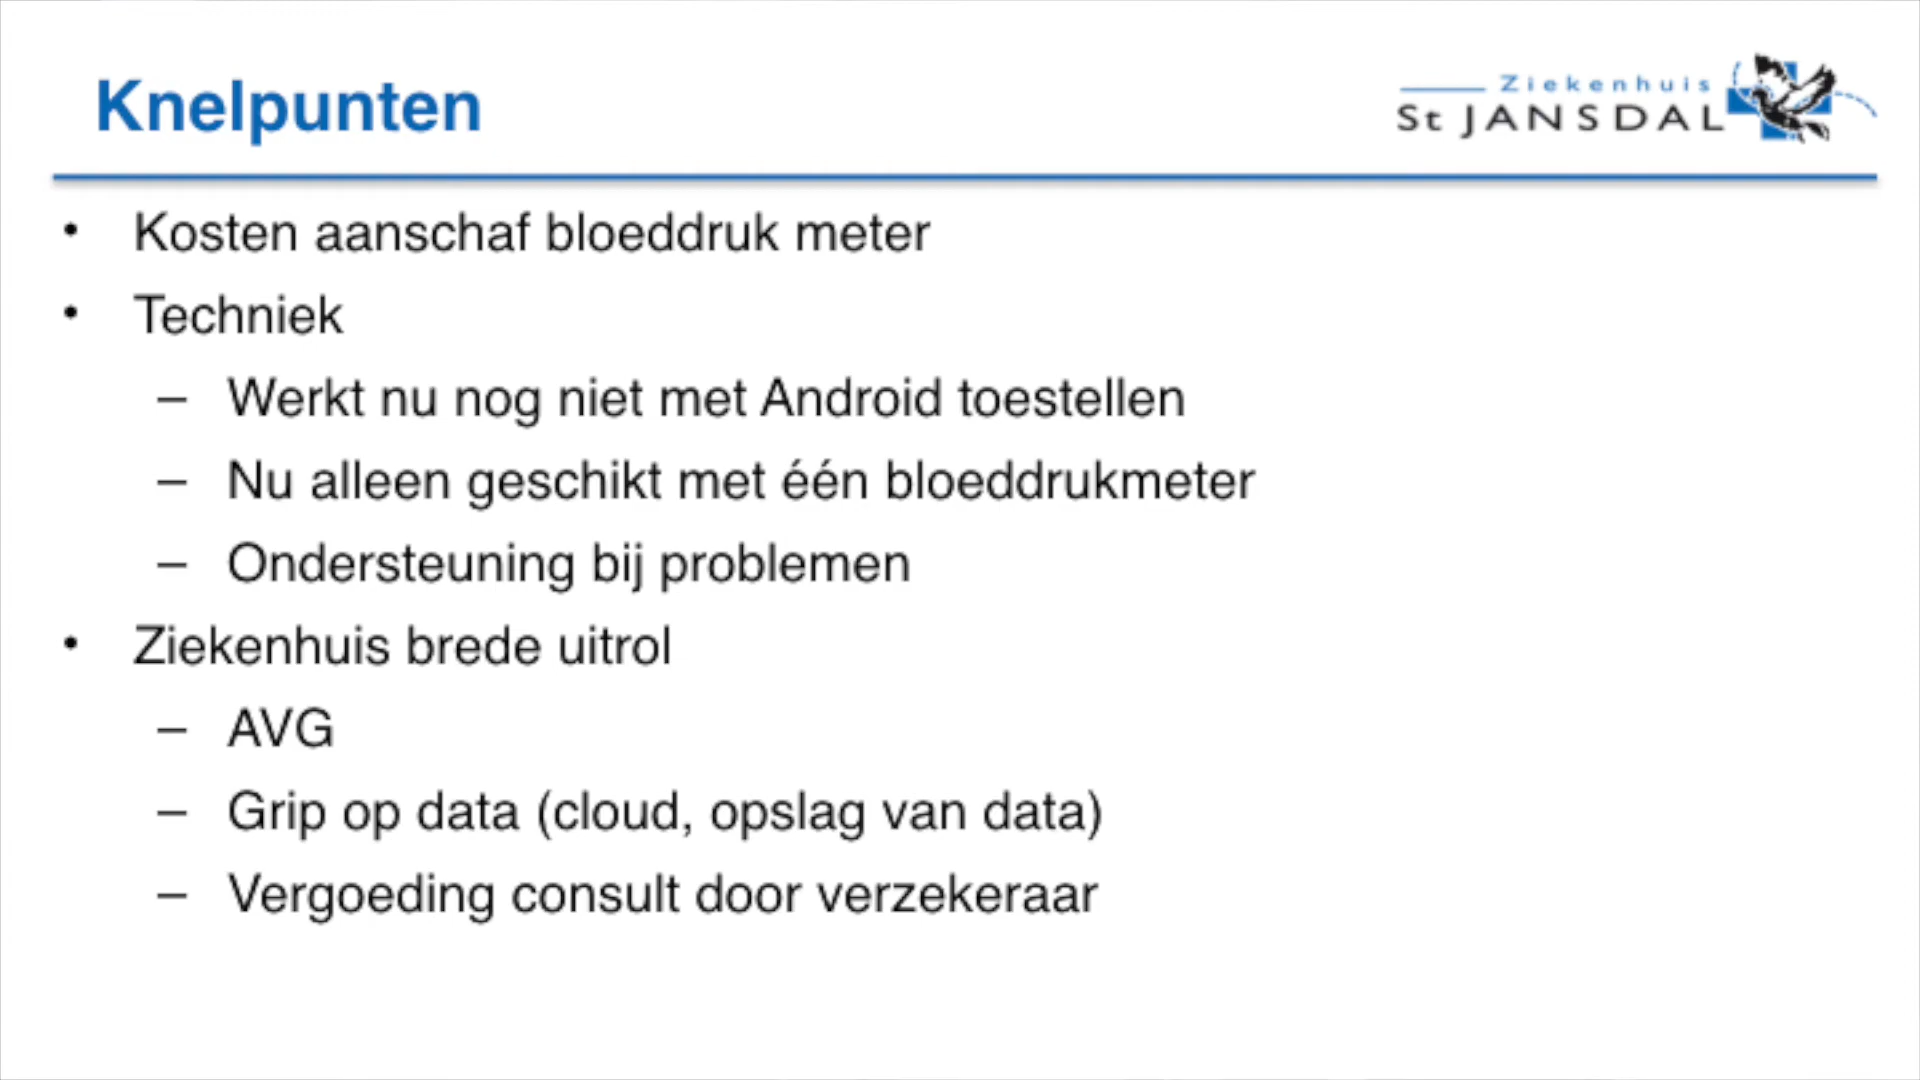 Knelpunten
Ziekenhuis
St JANSDAL
• Kosten aanschaf bloeddruk meter
• Techniek
– Werkt nu nog niet met Android toestellen
– Nu alleen geschikt met één bloeddrukmeter
– Ondersteuning bij problemen
• Ziekenhuis brede uitrol
– AVG
– Grip op data (cloud, opslag van data)
– Vergoeding consult door verzekeraar